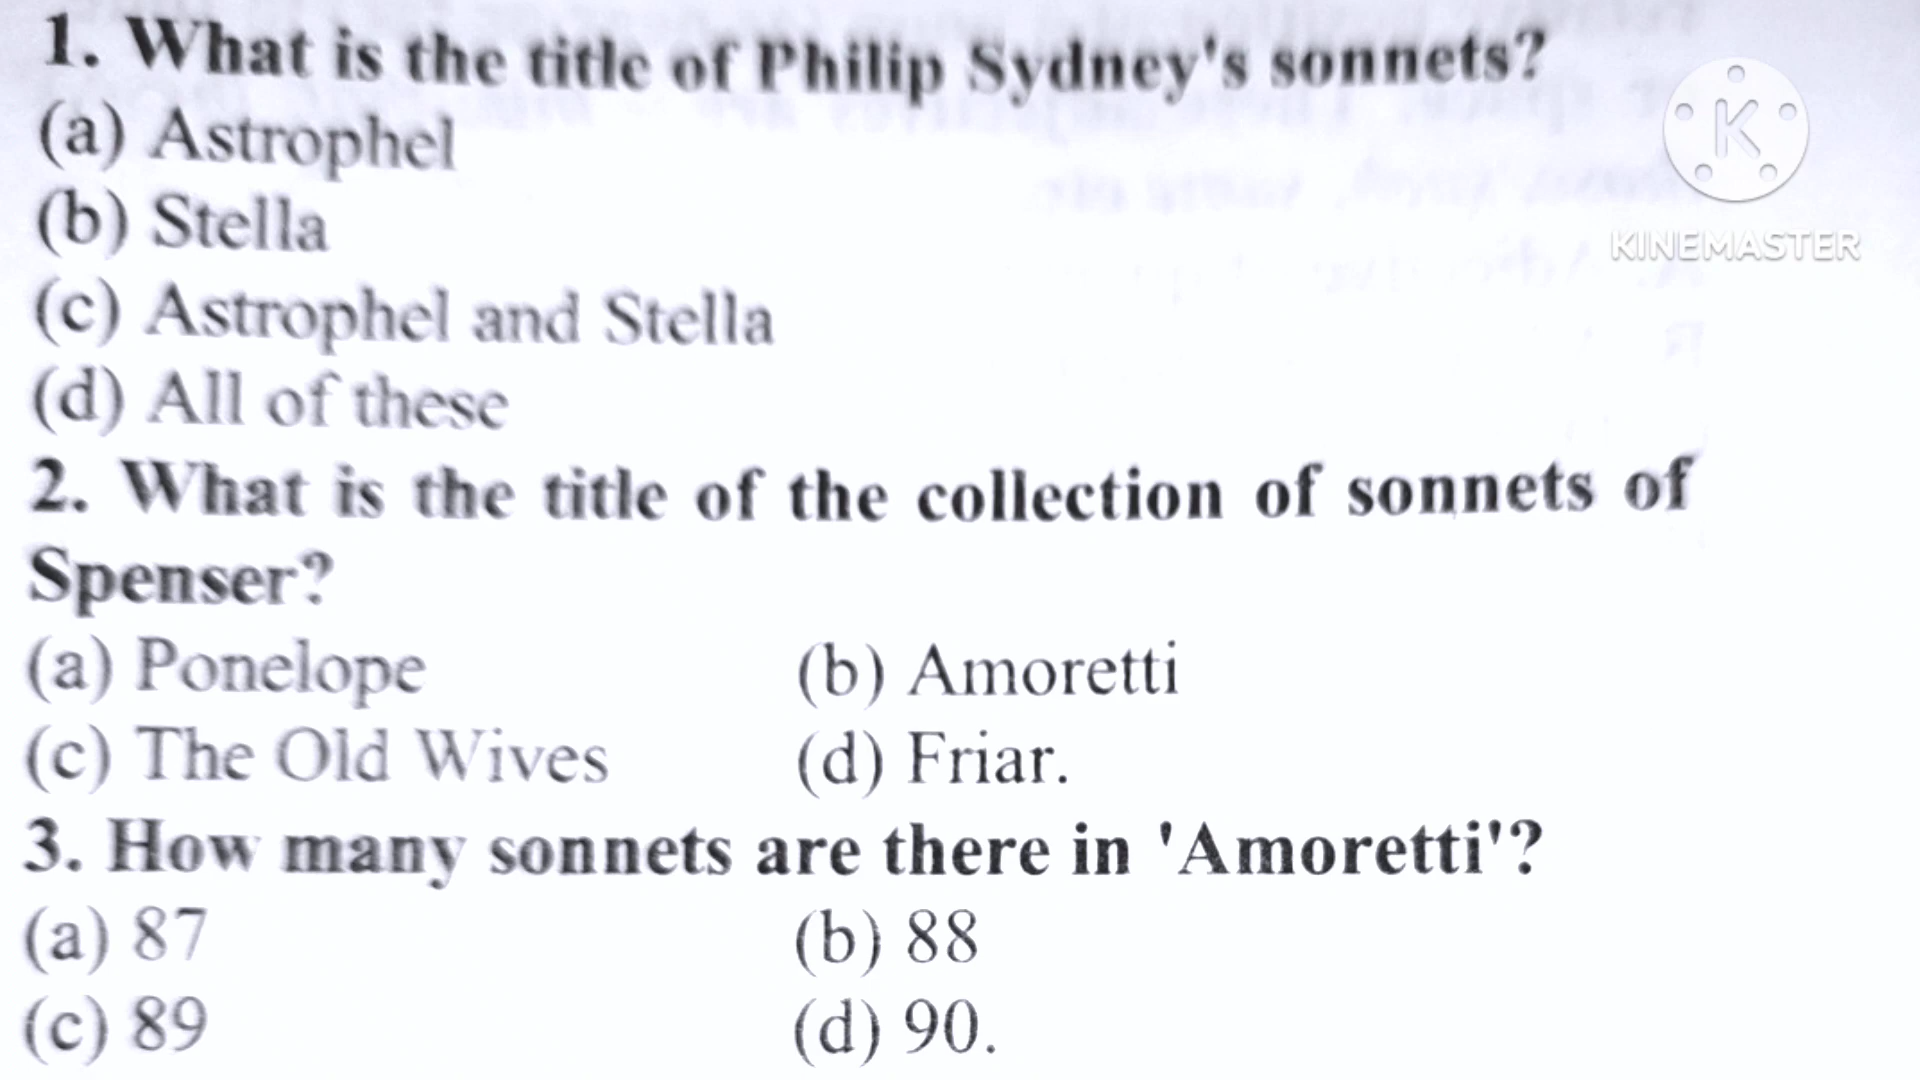 1. What is the title of Philip Sydney's sonnets?
(a) Astrophel
(b) Stella
(c) Astrophel and Stella
(d) All of these
2. What is the title of the collection of sonnets of
Spenser?
(a) Ponelope (b) Amoretti
(c) The Old Wives (d) Friar.
3. How many sonnets are there in 'Amoretti'?
(a) 87 (b) 88
(c) 89 (d) 90.
K
KINEMASTER